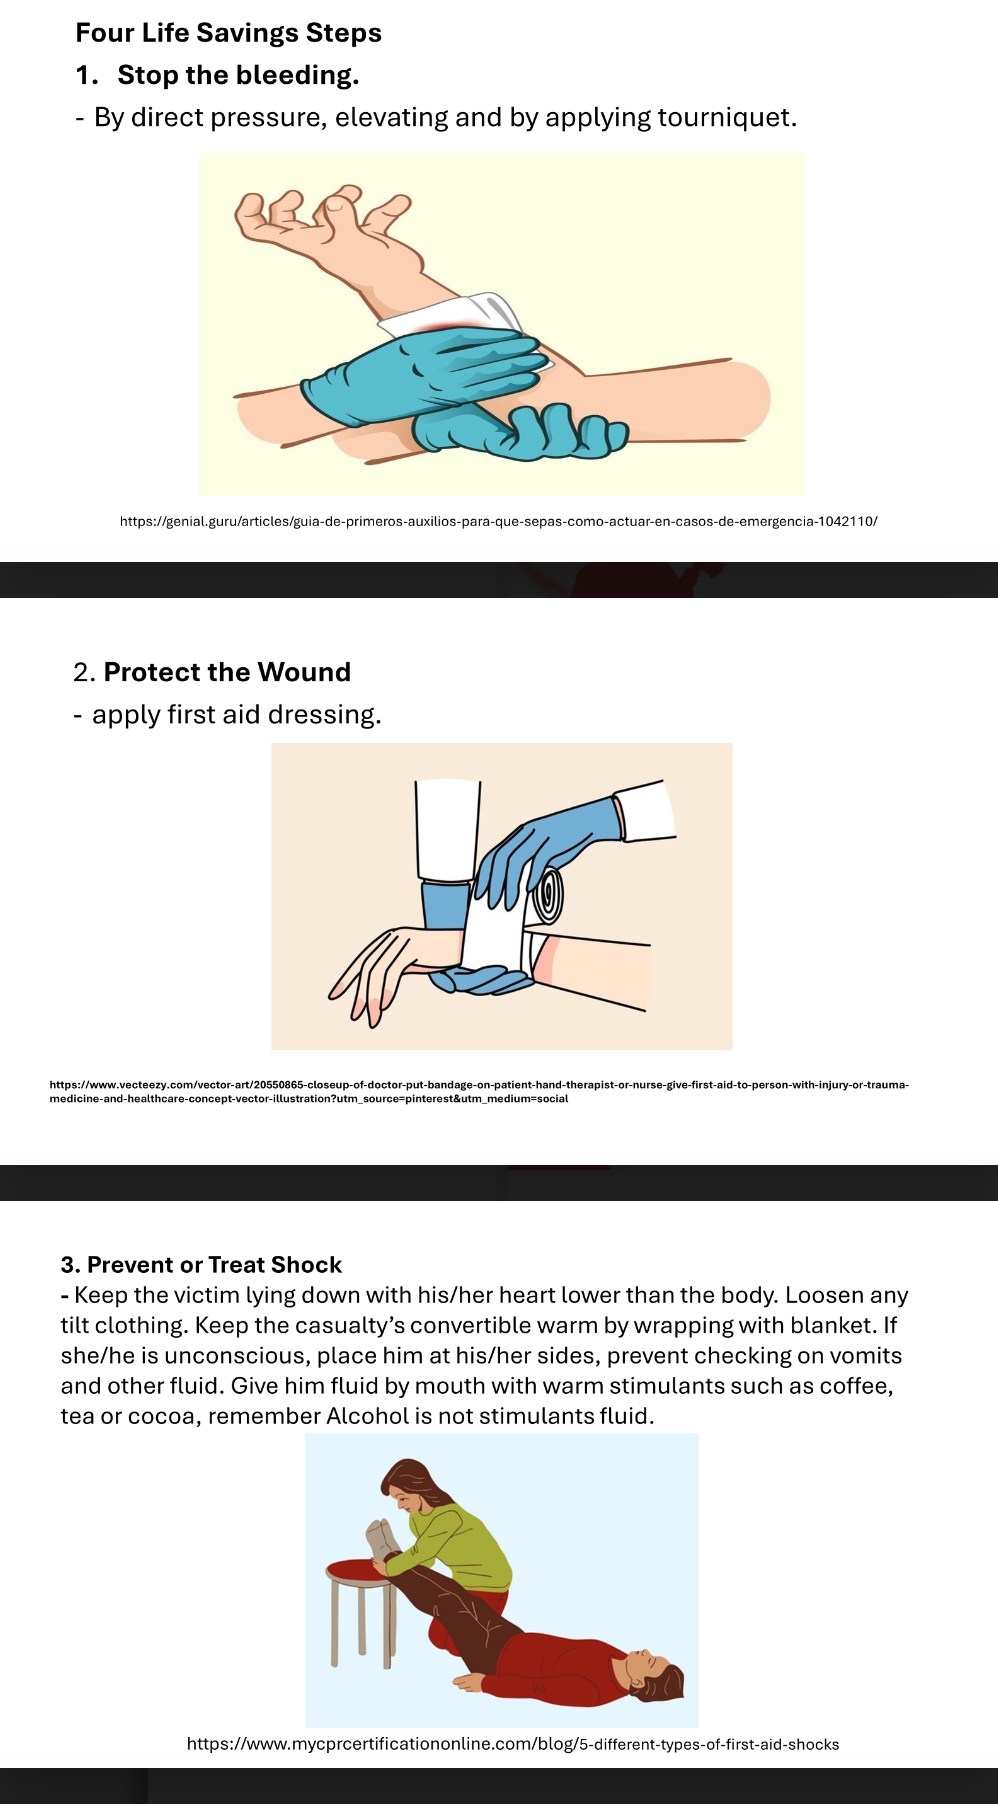 Four Life Savings Steps
1. Stop the bleeding.
- By direct pressure, elevating and by applying tourniquet.
https://genial.guru/articles/guia-de-primeros-auxilios-para-que-sepas-como-actuar-en-casos-de-emergencia-1042110/
2. Protect the Wound
- apply first aid dressing.
https://www.vecteezy.com/vector-art/20550865-closeup-of-doctor-put-bandage-on-patient-hand-therapist-or-nurse-give-first-aid-to-person-with-injury-or-trauma-
medicine-and-healthcare-concept-vector-illustration?utm_source=pinterest&utm_medium=social
3. Prevent or Treat Shock
- Keep the victim lying down with his/her heart lower than the body. Loosen any
tilt clothing. Keep the casualty’s convertible warm by wrapping with blanket. If
she/he is unconscious, place him at his/her sides, prevent checking on vomits
and other fluid. Give him fluid by mouth with warm stimulants such as coffee,
tea or cocoa, remember Alcohol is not stimulants fluid.
https://www.mycprcertificationonline.com/blog/5-different-types-of-first-aid-shocks